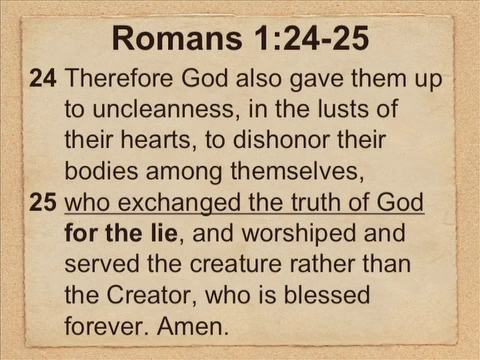 Romans 1:24-25
24 Therefore God also gave them up
to uncleanness, in the lusts of
their hearts, to dishonor their
bodies among themselves,
25 who exchanged the truth of God
for the lie, and worshiped and
served the creature rather than
the Creator, who is blessed
forever. Amen.